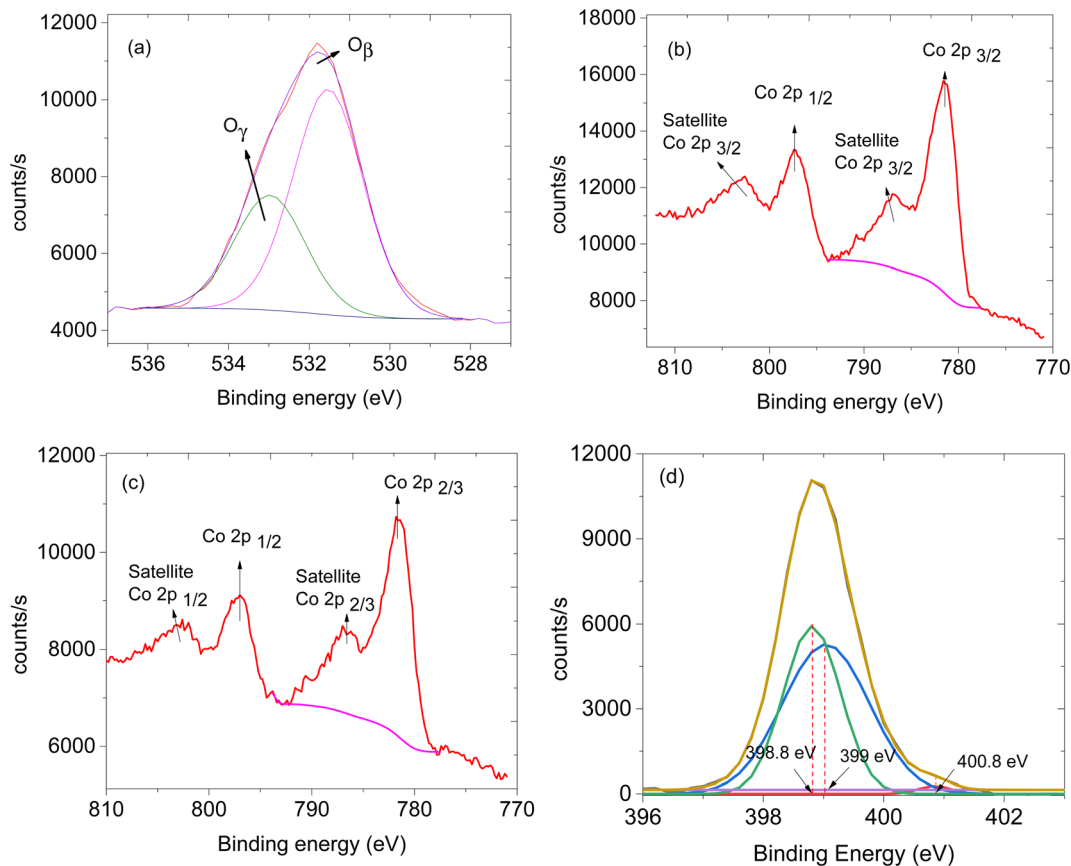 (a)
O β
O γ
12000
10000
8000
6000
4000
counts/s
536 534 532 530 528
Binding energy (eV)
(b)
Co 2p 3/2
Co 2p 1/2
Satellite
Co 2p 3/2
Satellite
Co 2p 3/2
18000
16000
14000
12000
10000
8000
counts/s
810 800 790 780 770
Binding energy (eV)
(c)
Co 2p 2/3
Co 2p 1/2
Satellite
Co 2p 1/2
Satellite
Co 2p 2/3
12000
10000
8000
6000
counts/s
810 800 790 780 770
Binding energy (eV)
(d)
12000
9000
6000
3000
0
counts/s
398.8 eV
399 eV
400.8 eV
396 398 400 402
Binding Energy (eV)